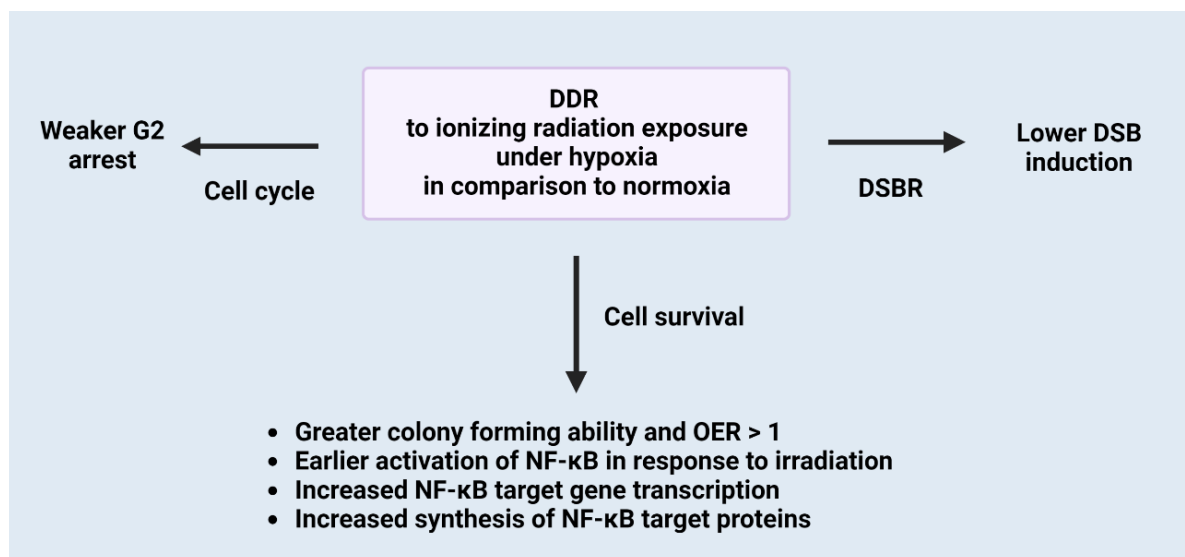 DDR
to ionizing radiation exposure
under hypoxia
in comparison to normoxia
Weaker G2
arrest
Cell cycle
Lower DSB
induction
DSBR
Cell survival
• Greater colony forming ability and OER > 1
• Earlier activation of NF-κB in response to irradiation
• Increased NF-κB target gene transcription
• Increased synthesis of NF-κB target proteins